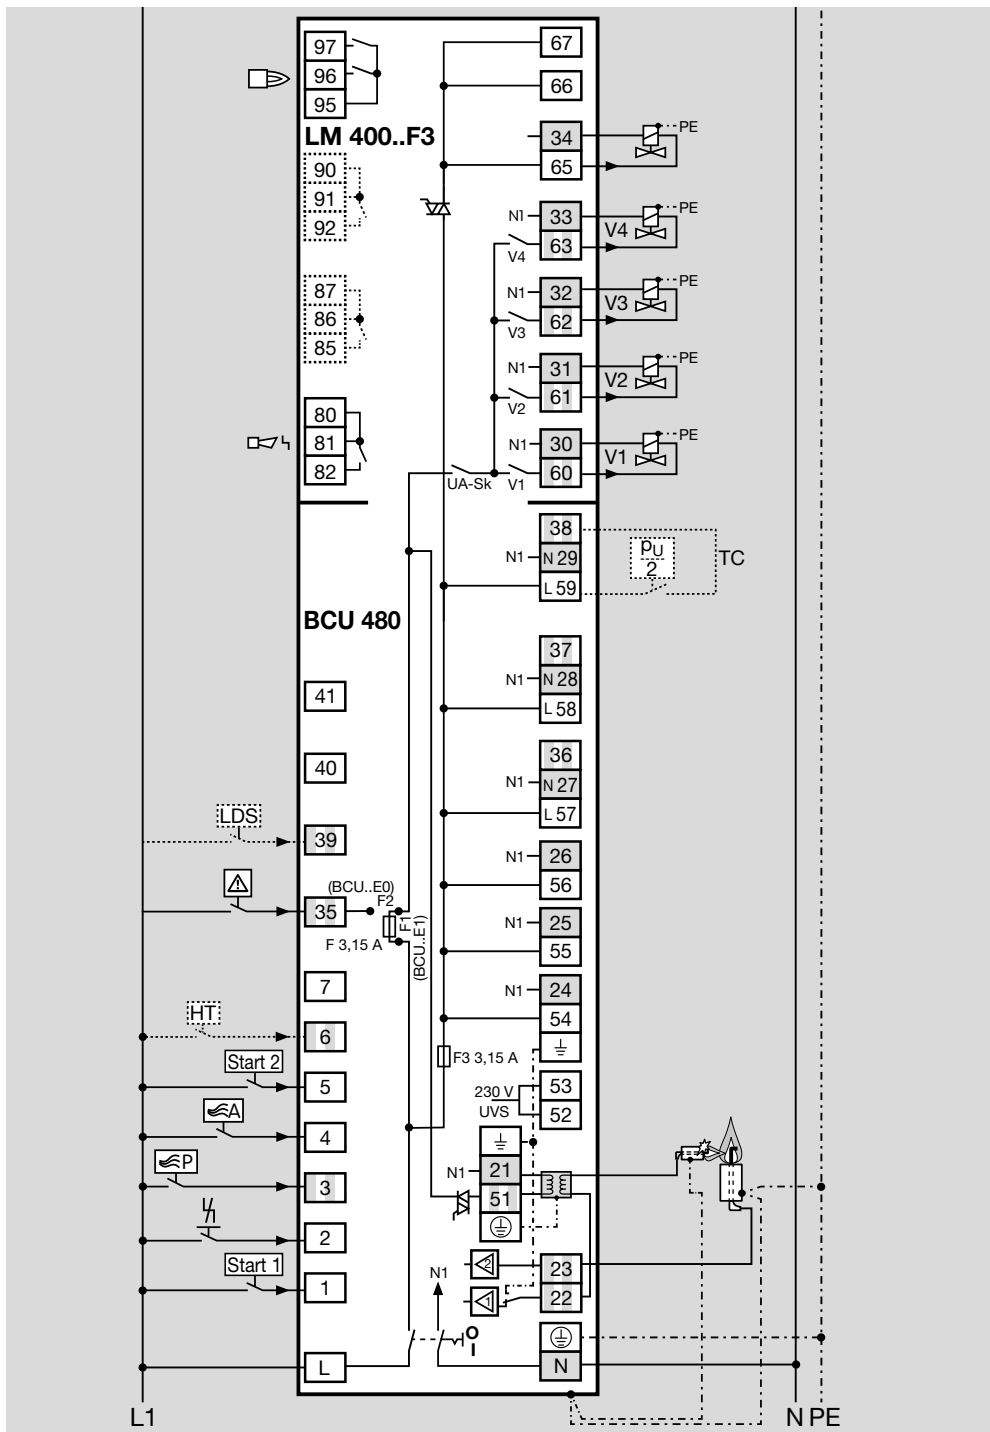 97
96
95
LM 400..F3
90
91
92
87
86
85
80
81
82
67
66
34
65
PE
33
63
N1
V4
V4
PE
32
62
N1
V3
V3
PE
31
61
N1
V2
V2
PE
30
60
N1
V1
V1
PE
UA-Sk
38
N 29
L 59
N1
pU
2
TC
BCU 480
37
N 28
L 58
N1
41
40
36
N 27
L 57
N1
LDS
39
26
56
N1
35
(BCU..E0)
F2
F1
(BCU..E1)
F 3,15 A
25
55
N1
7
24
54
N1
HT
6
F3 3,15 A
Start 2
5
230 V
UVS
53
52
A
4
P
3
N1
21
51
2
Start 1
1
N1
2
23
1
22
O
I
L
N
L1
N PE